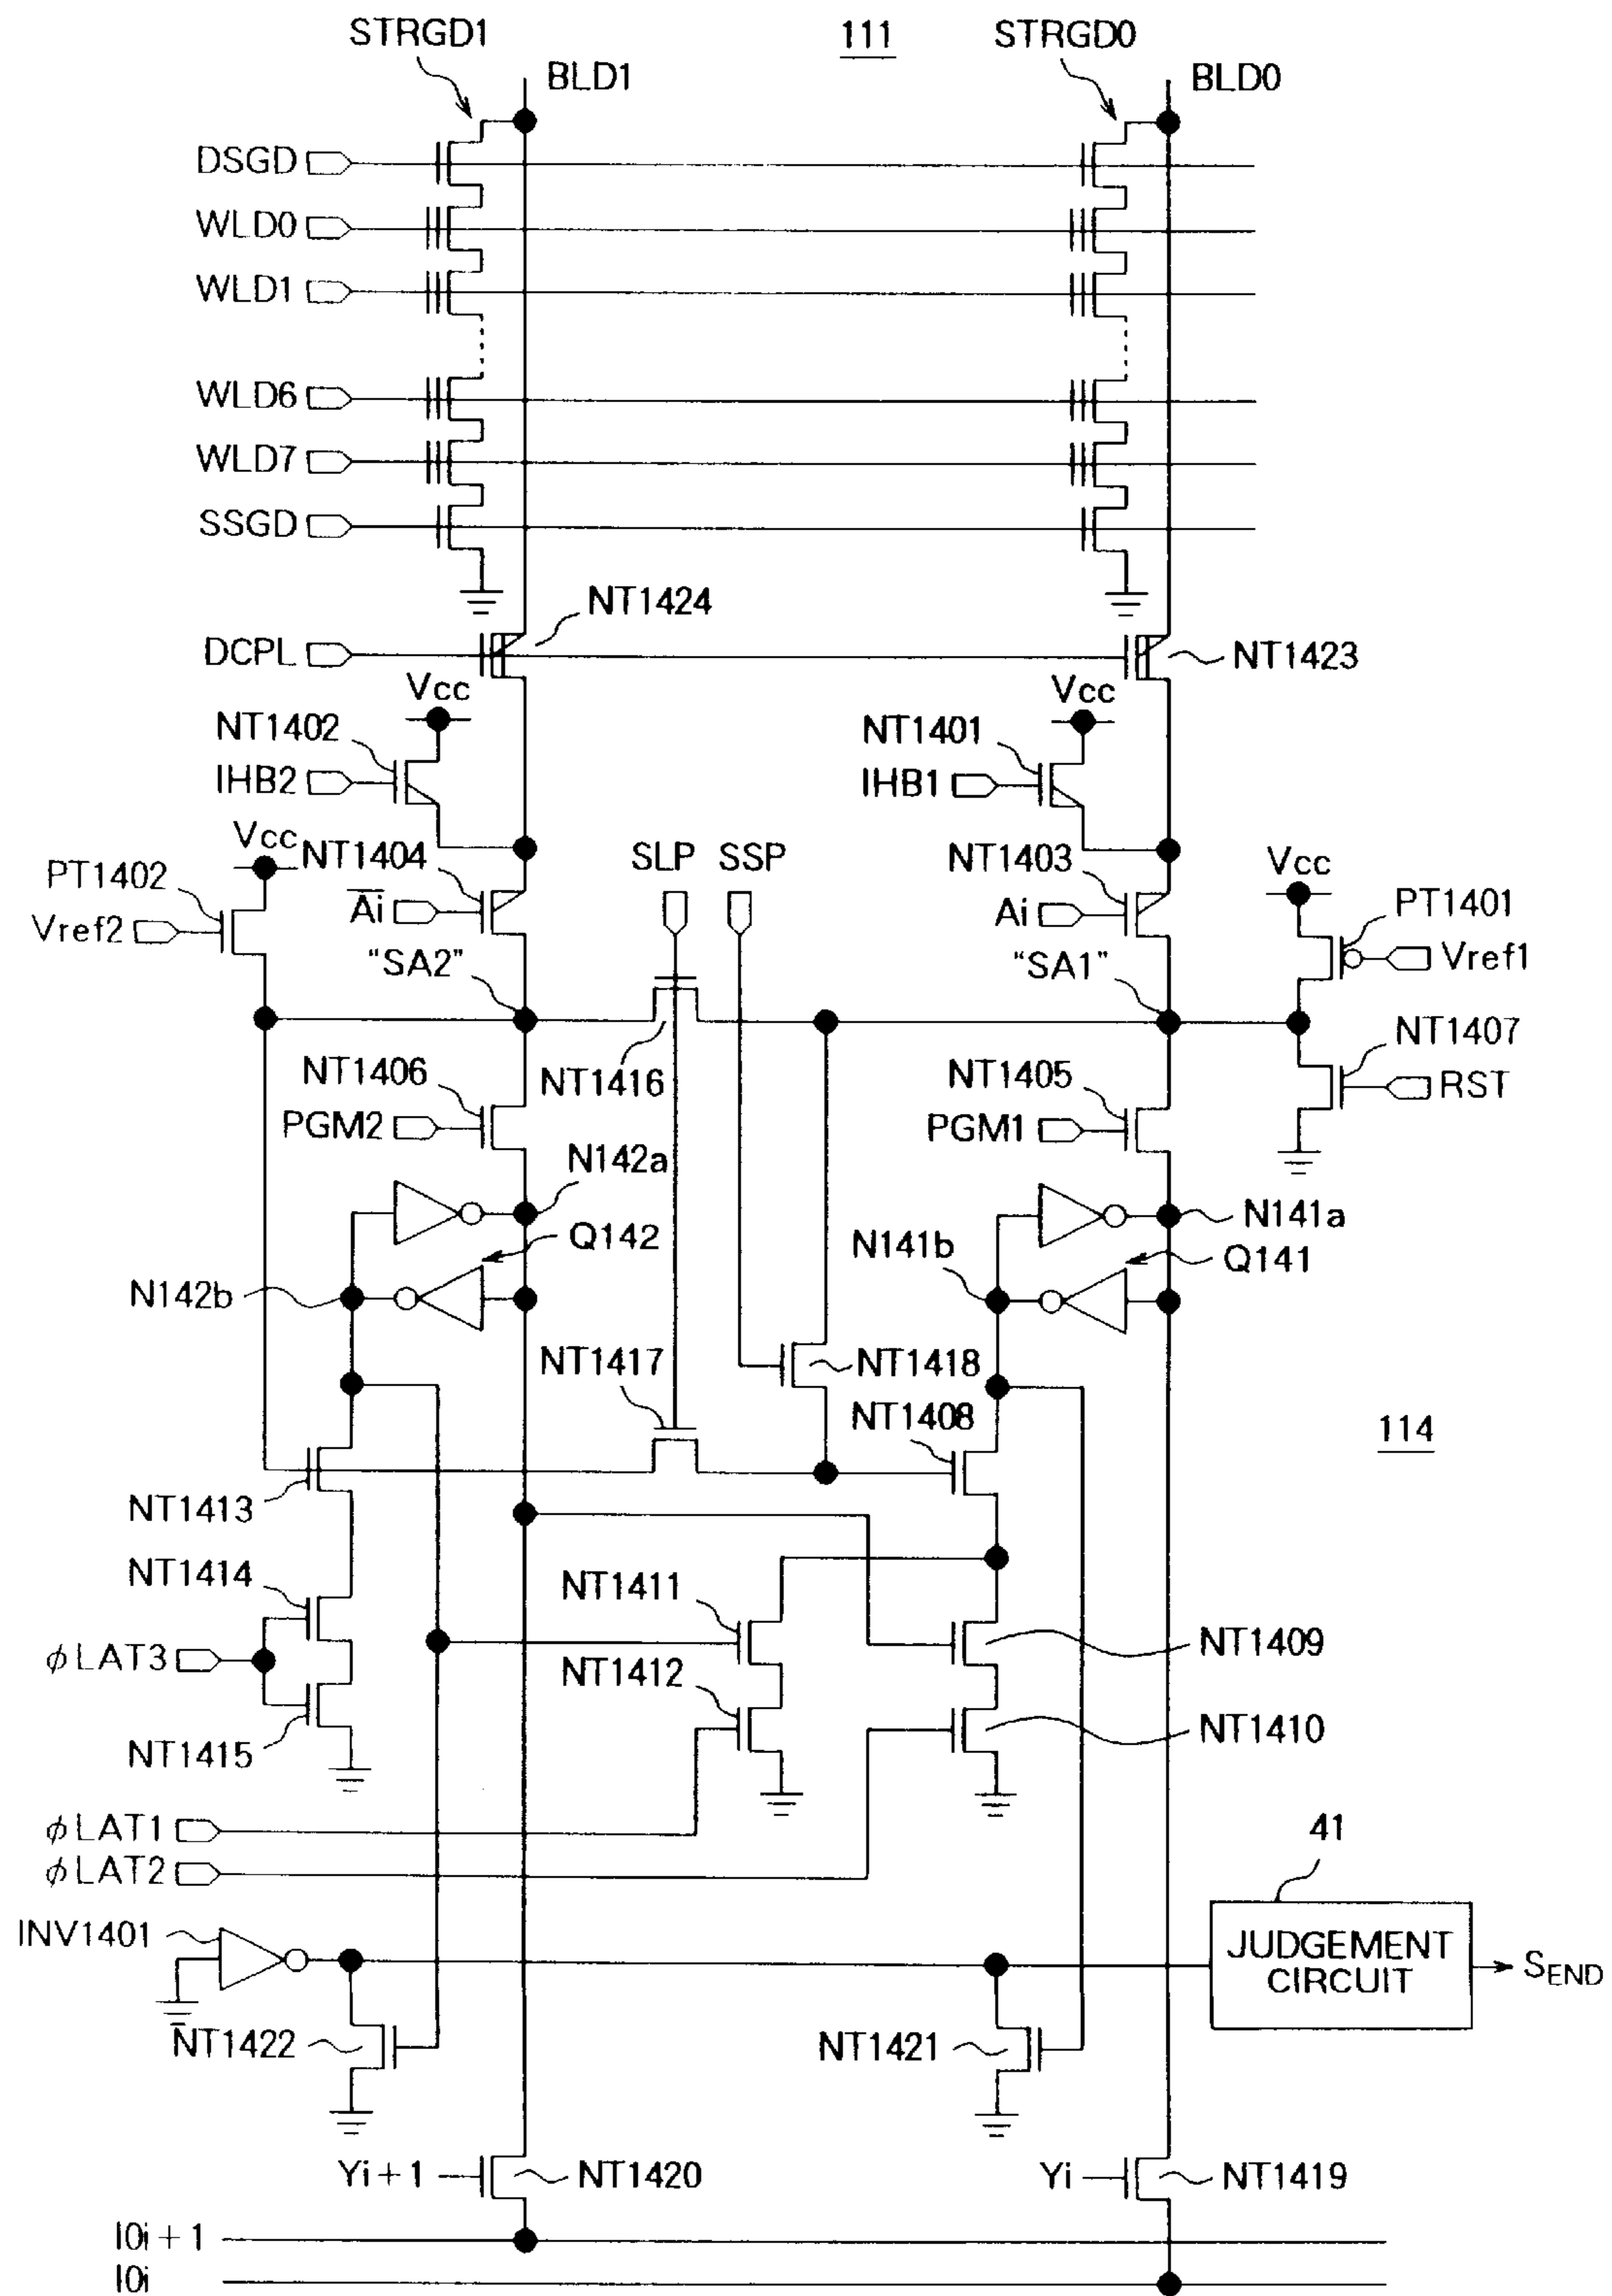 STRGD1 111 STRGD0
BLD1 BLD0
DSGD
WLD0
WLD1
WLD6
WLD7
SSGD
NT1424
DCPL NT1423
Vcc Vcc
NT1402 NT1401
IHB2 IHB1
Vcc NT1404 SLP SSP NT1403 Vcc
PT1402 PT1401
A̅i̅ Ai
Vref2 Vref1
"SA2" "SA1"
NT1407
NT1406 NT1416 NT1405
PGM2 PGM1 RST
N142a N141a
Q142 N141b Q141
N142b
NT1417 NT1418
NT1408
114
NT1413
NT1414 NT1411
NT1409
φLAT3 NT1412
NT1415 NT1410
φLAT1 41
φLAT2
INV1401 JUDGEMENT
CIRCUIT SEND
NT1422 NT1421
Yi+1 NT1420 Yi NT1419
I0i+1
I0i